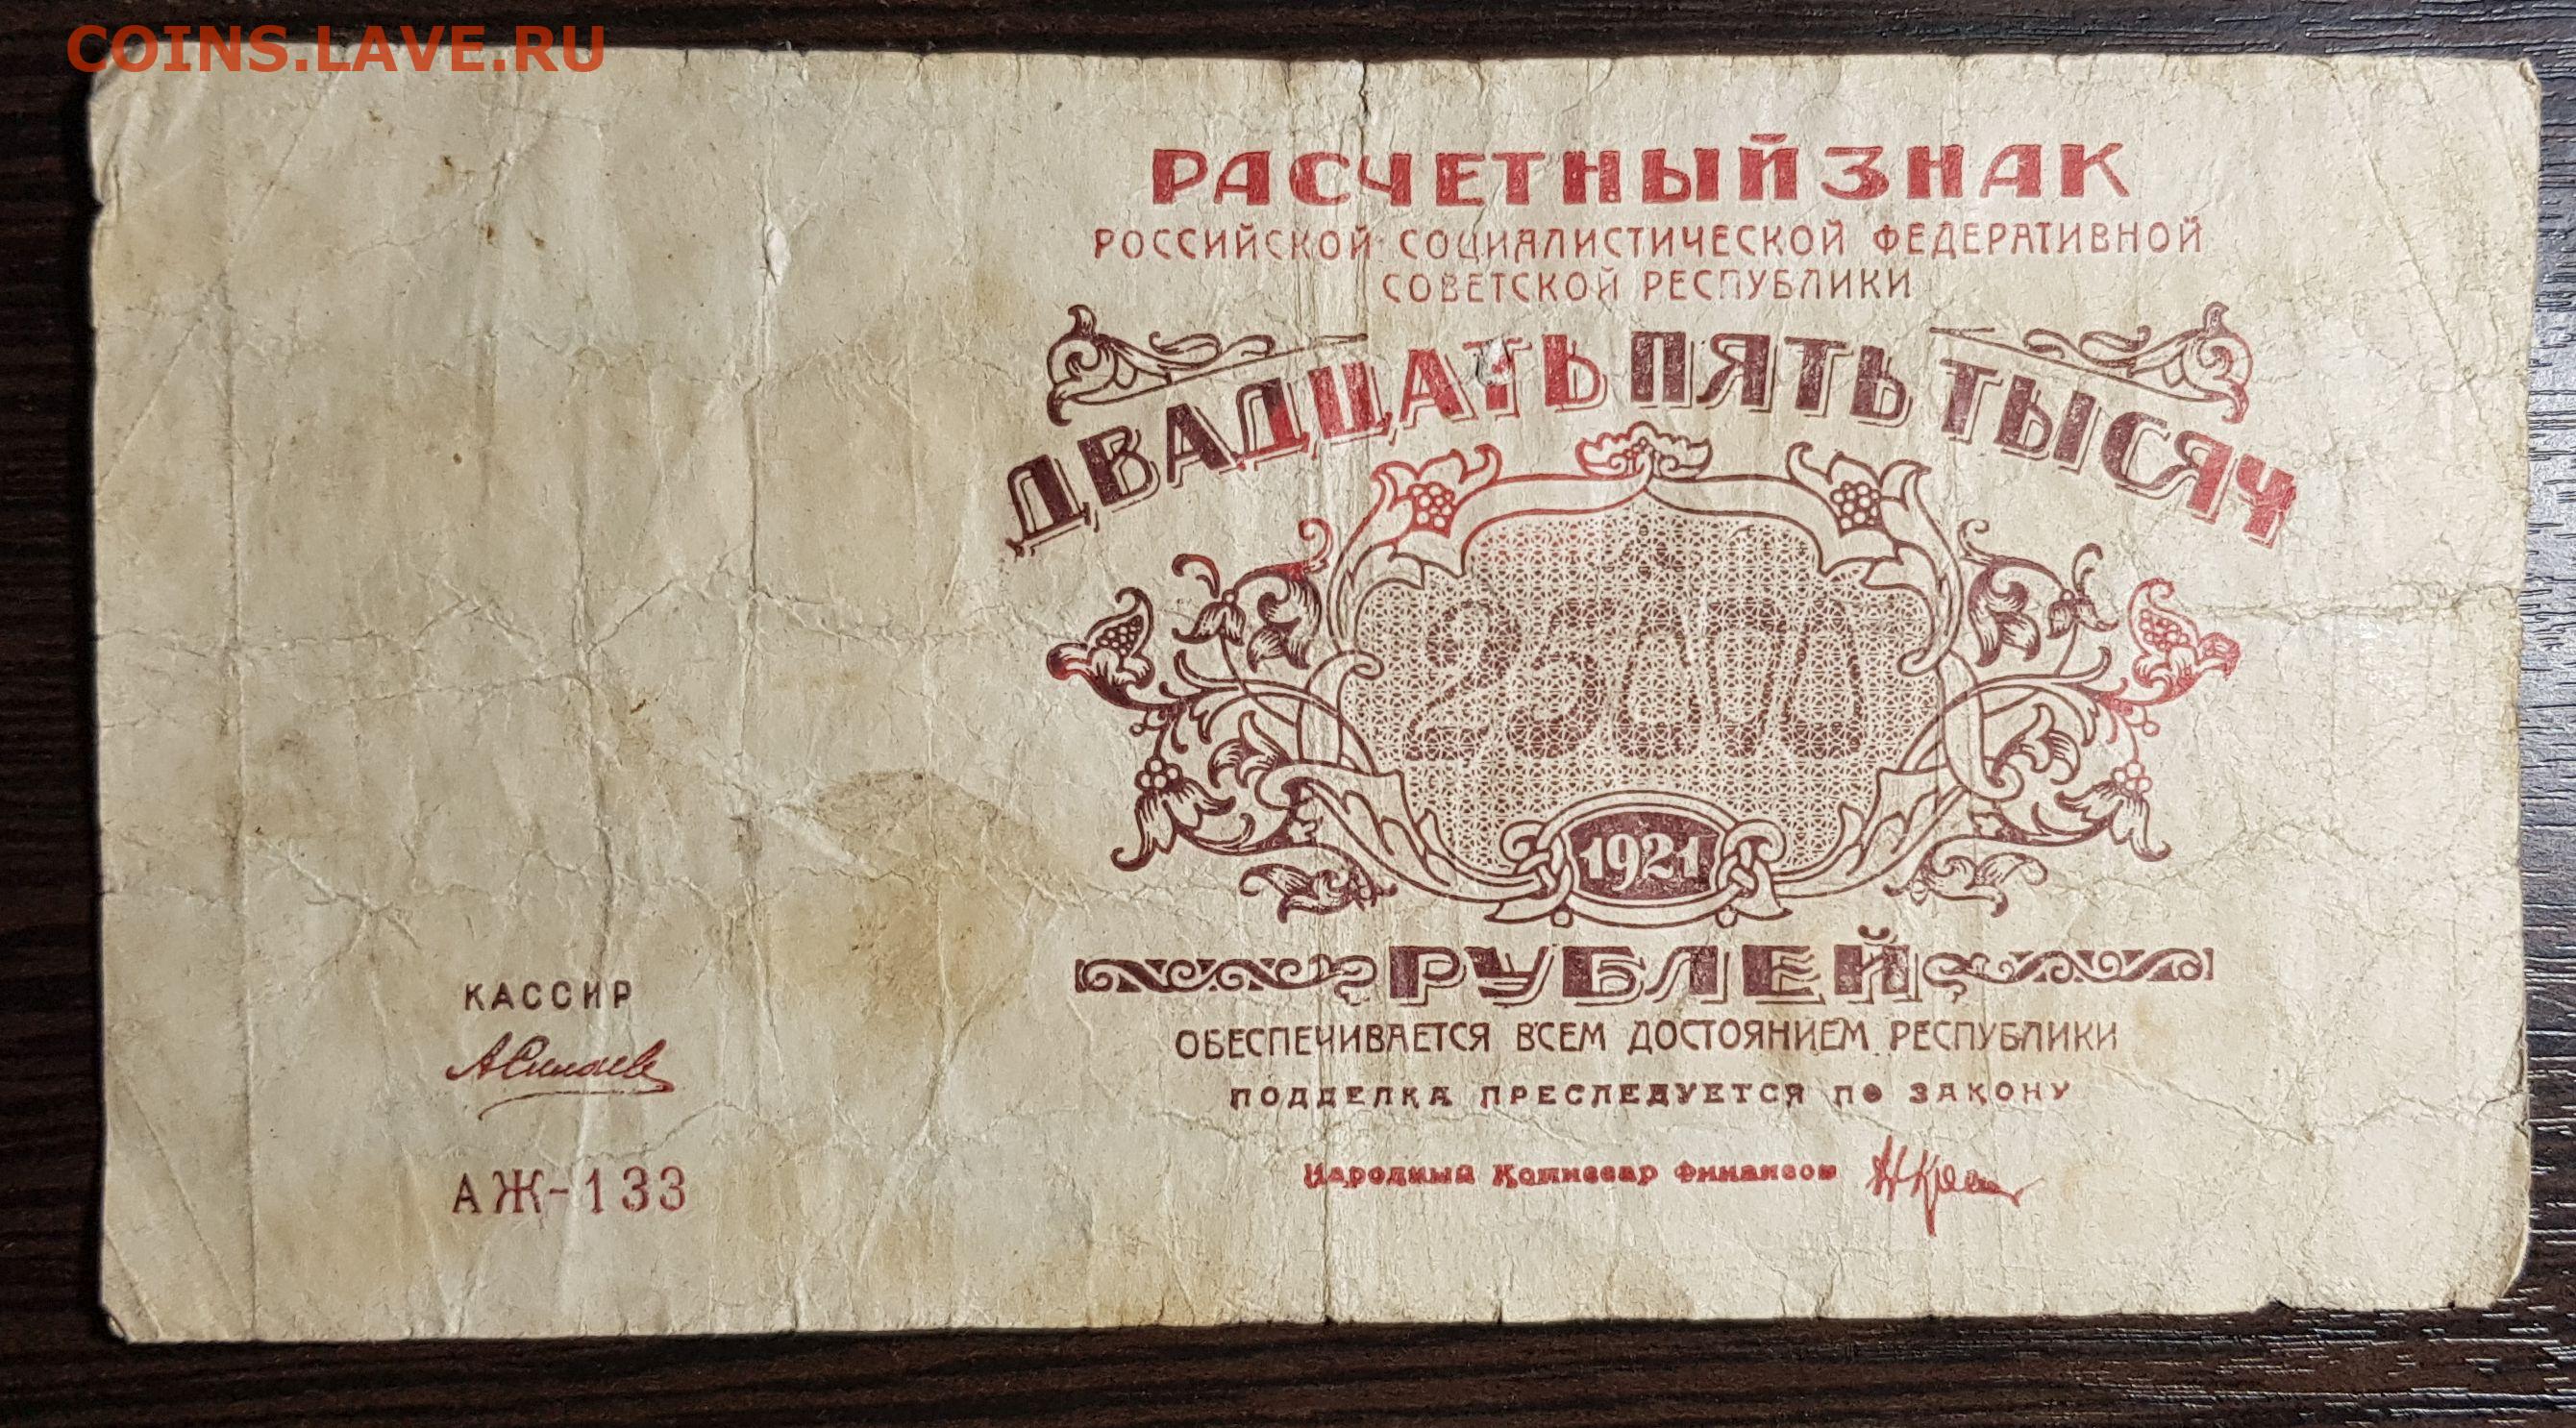 COINS.LAVE.RU
РАСЧЕТНЫЙ ЗНАК
РОССИЙСКОЙ СОЦИАЛИСТИЧЕСКОЙ ФЕДЕРАТИВНОЙ
СОВЕТСКОЙ РЕСПУБЛИКИ
ДВАДЦАТЬ ПЯТЬ ТЫСЯЧ
25000
1921
РУБЛЕЙ
ОБЕСПЕЧИВАЕТСЯ ВСЕМ ДОСТОЯНИЕМ РЕСПУБЛИКИ
ПОДДЕЛКА ПРЕСЛЕДУЕТСЯ ПО ЗАКОНУ
Народный Комиссар Финансов
КАССИР
АЖ-133